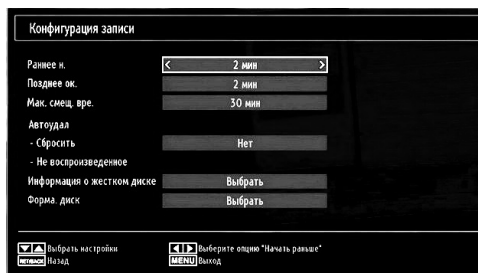 Конфигурация записи
Раннее н. 2 мин
Позднее ок. 2 мин
Мак. смещ. вре. 30 мин
Автоудал
- Сбросить Нет
- Не воспроизведенное
Информация о жестком диске Выбрать
Форма. диск Выбрать
Выбрать настройки Выберите опцию "Начать раньше"
RET/BACK Назад MENU Выход